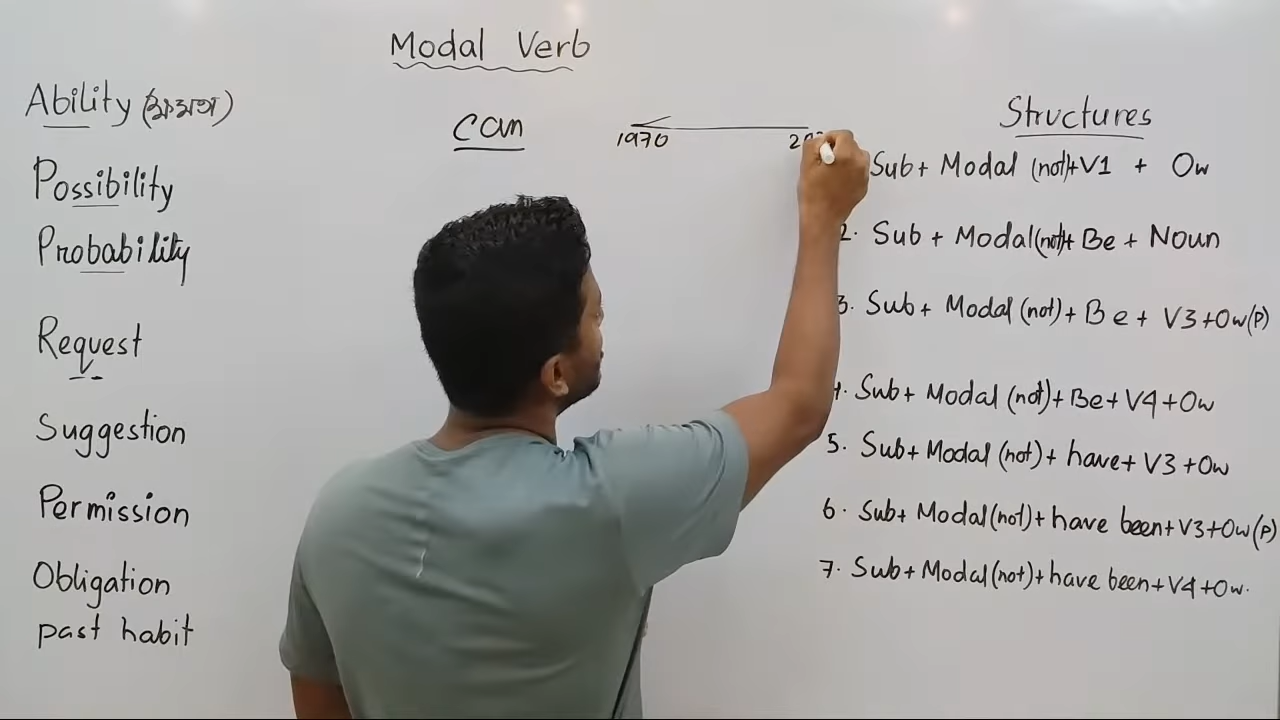 Modal Verb
Ability (ক্ষমতা)
Possibility
Probability
Request
Suggestion
Permission
Obligation
past habit
can
1970
Structures
Sub + Modal (not)+V1 + Ow
2. Sub + Modal(not)+ Be + Noun
3. Sub + Modal (not) + Be + V3+Ow(P)
Sub + Modal (not)+Be+V4+Ow
5. Sub+Modal (not) + have+ V3 +Ow
6. Sub+ Modal(not)+have been+V3+Ow(P)
7. Sub+Modal(not)+have been+V4+Ow.